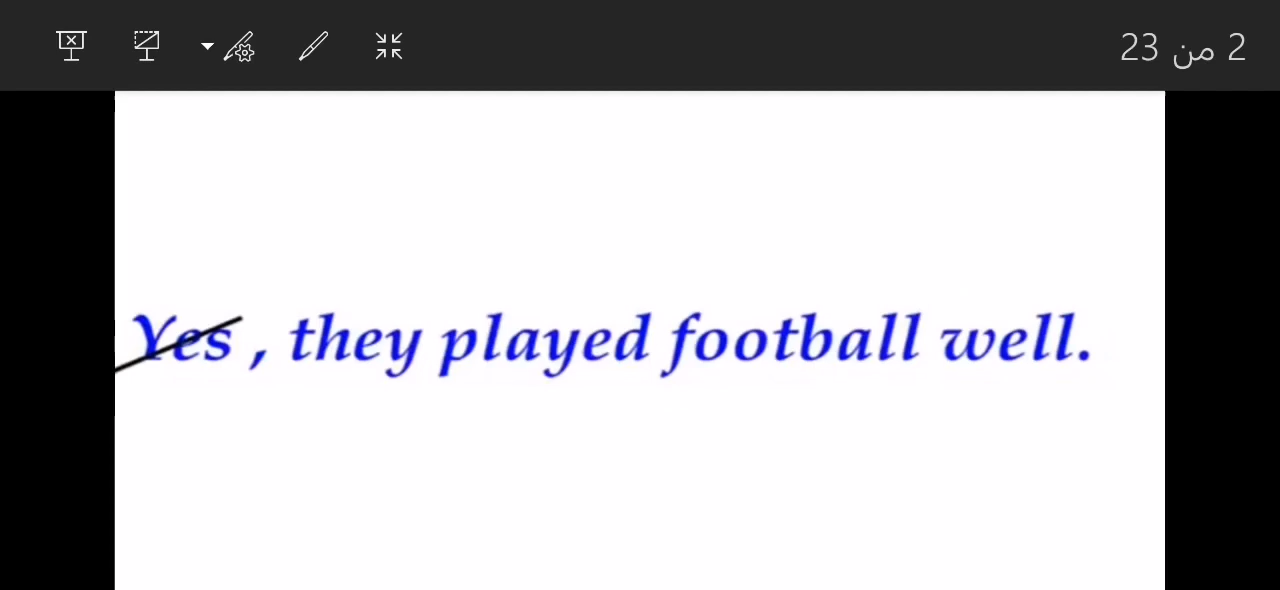 2 من 23
Yes , they played football well.